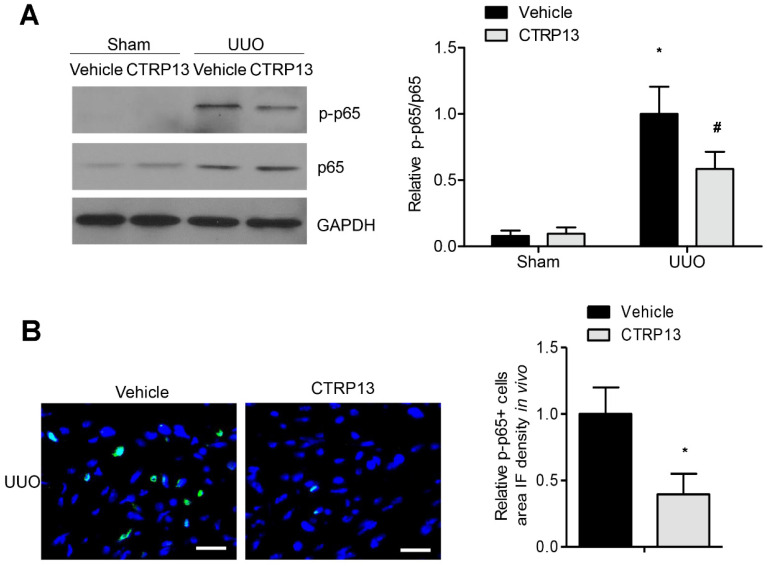 A
Sham UUO
Vehicle CTRP13 Vehicle CTRP13
p-p65
p65
GAPDH
Vehicle
CTRP13
Relative p-p65/p65
1.5
1.0
0.5
0.0
*
#
Sham UUO
B
Vehicle CTRP13
UUO
Vehicle
CTRP13
Relative p-p65+ cells
area IF density in vivo
1.5
1.0
0.5
0.0
*